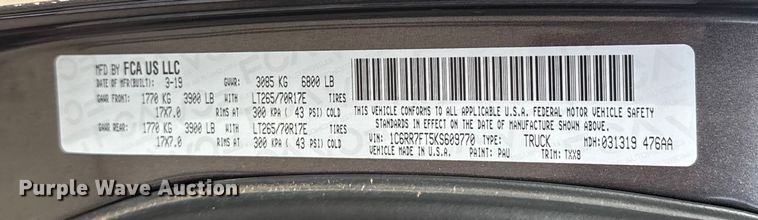 MFD BY FCA US LLC
DATE OF MFR(BUILT): 3-19 GVWR: 3085 KG 6800 LB
GAWR FRONT: 1770 KG 3900 LB WITH LT265/70R17E TIRES
17X7.0 RIMS AT 300 KPA ( 43 PSI) COLD
GAWR REAR: 1770 KG 3900 LB WITH LT265/70R17E TIRES
17X7.0 RIMS AT 300 KPA ( 43 PSI) COLD
THIS VEHICLE CONFORMS TO ALL APPLICABLE U.S.A. FEDERAL MOTOR VEHICLE SAFETY
STANDARDS IN EFFECT ON THE DATE OF MANUFACTURE SHOWN ABOVE.
VIN: 1C6RR7FT5KS609770 TYPE: TRUCK MDH: 031319 476AA
MADE IN U.S.A. PAINT: PAU TRIM: TXX8
Purple Wave Auction